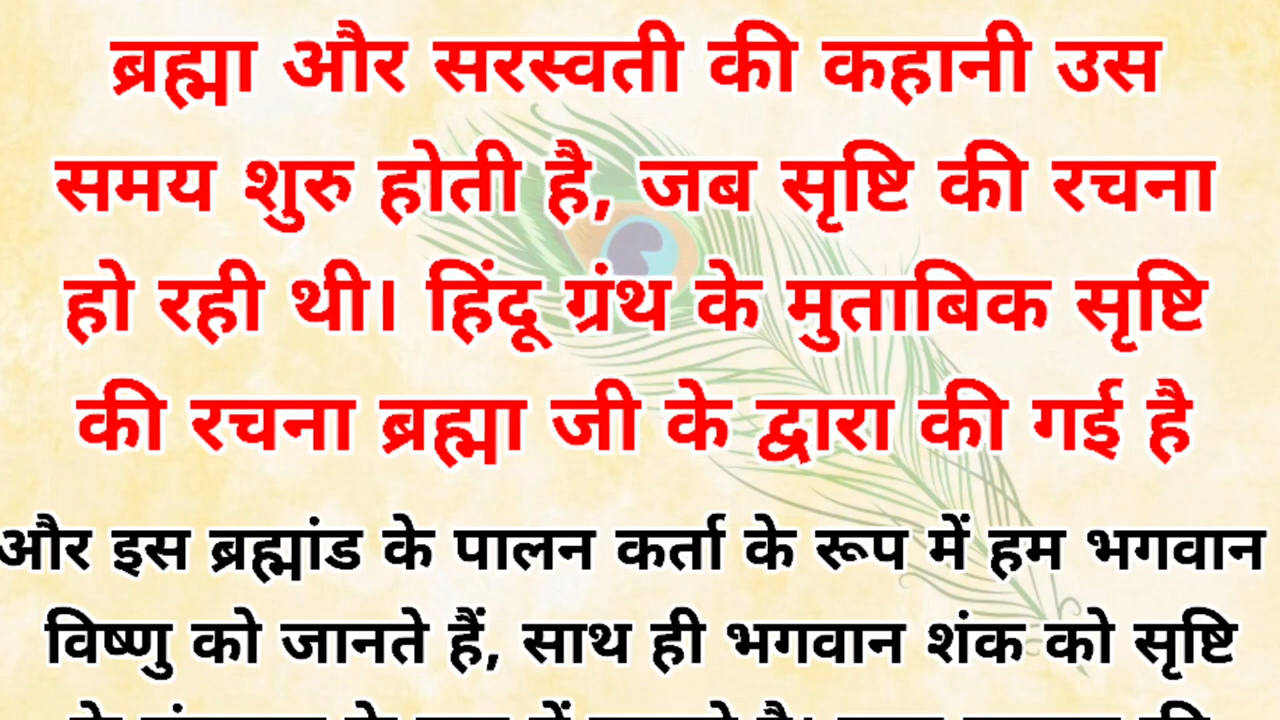 ब्रह्मा और सरस्वती की कहानी उस
समय शुरु होती है, जब सृष्टि की रचना
हो रही थी। हिंदू ग्रंथ के मुताबिक सृष्टि
की रचना ब्रह्मा जी के द्वारा की गई है
और इस ब्रह्मांड के पालन कर्ता के रूप में हम भगवान
विष्णु को जानते हैं, साथ ही भगवान शंक को सृष्टि